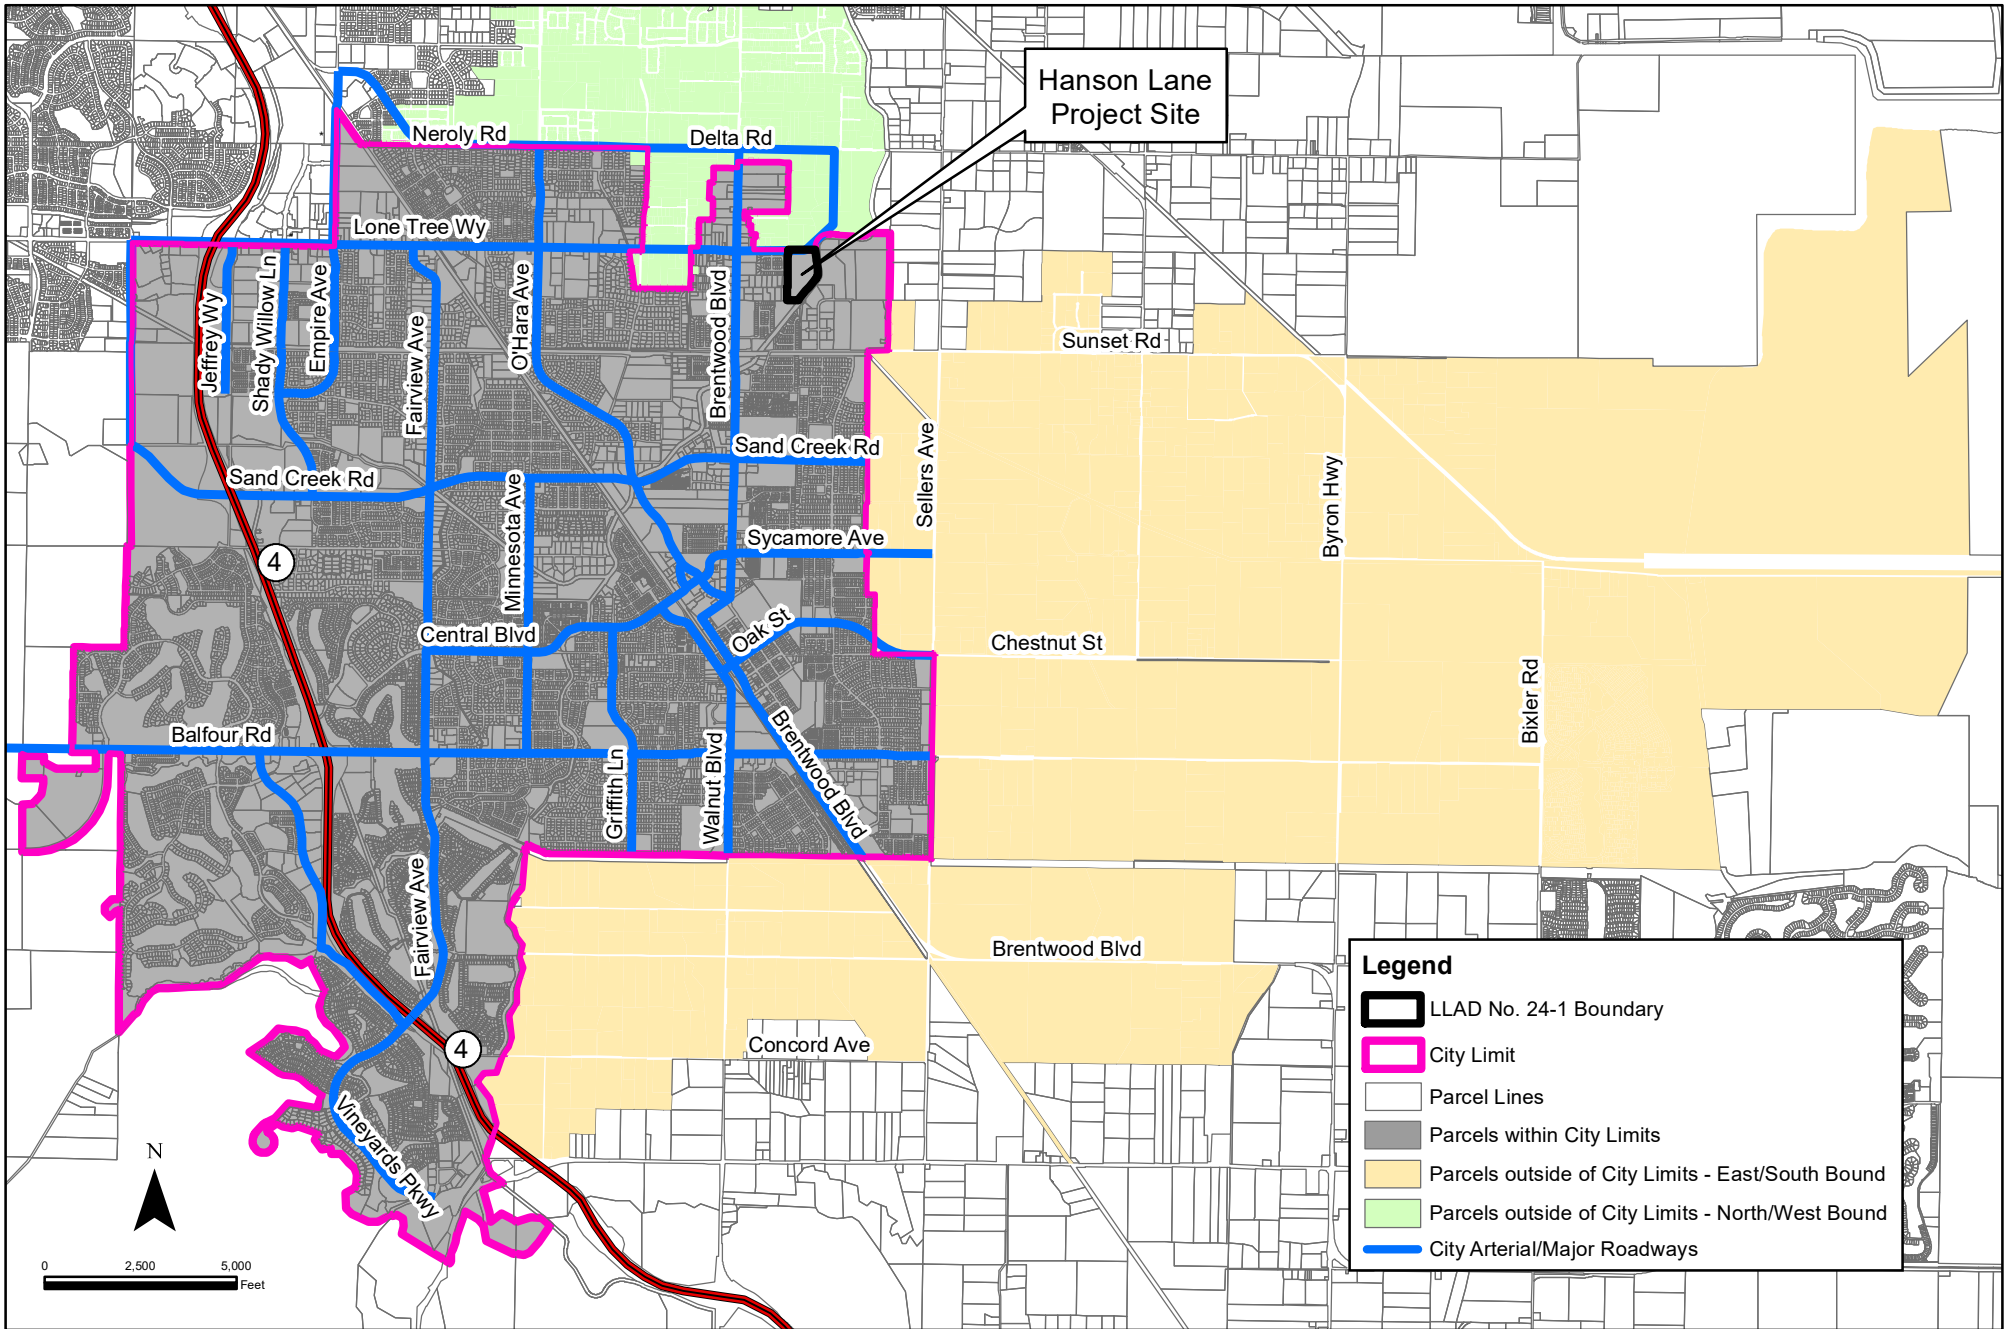 Hanson Lane
Project Site
Neroly Rd
Delta Rd
Lone Tree Wy
Jeffrey Wy
Shady Willow Ln
Empire Ave
Fairview Ave
O'Hara Ave
Brentwood Blvd
Sunset Rd
Sand Creek Rd
Sand Creek Rd
Sellers Ave
Byron Hwy
Minnesota Ave
Sycamore Ave
4
Central Blvd
Oak St
Chestnut St
Bixler Rd
Balfour Rd
Griffith Ln
Walnut Blvd
Brentwood Blvd
Fairview Ave
Brentwood Blvd
Concord Ave
4
Vineyards Pkwy
N
0 2,500 5,000
Feet
Legend
LLAD No. 24-1 Boundary
City Limit
Parcel Lines
Parcels within City Limits
Parcels outside of City Limits - East/South Bound
Parcels outside of City Limits - North/West Bound
City Arterial/Major Roadways